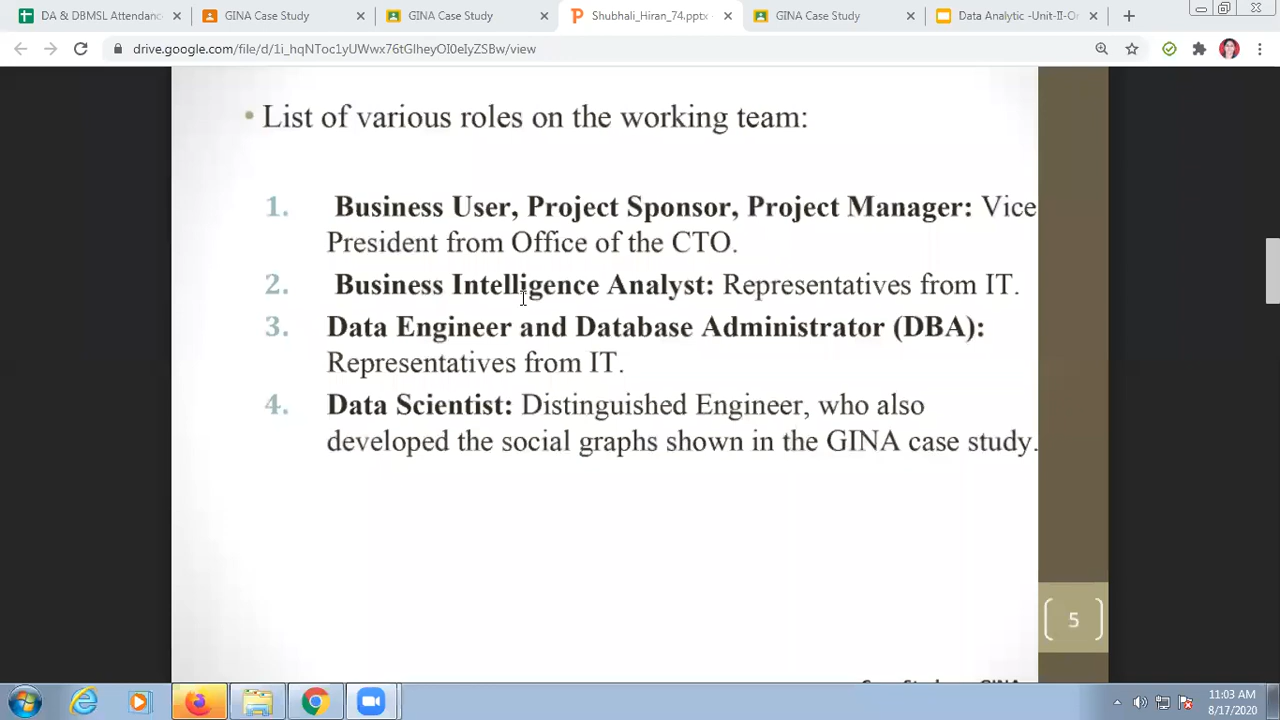 DA & DBMSL Attendanc
GINA Case Study
GINA Case Study
Shubhali_Hiran_74.pptx -
GINA Case Study
Data Analytic -Unit-II-O
drive.google.com/file/d/1i_hqNToc1yUWwx76tGlheyOI0eIyZSBw/view
• List of various roles on the working team:
1. Business User, Project Sponsor, Project Manager: Vice
President from Office of the CTO.
2. Business Intelligence Analyst: Representatives from IT.
3. Data Engineer and Database Administrator (DBA):
Representatives from IT.
4. Data Scientist: Distinguished Engineer, who also
developed the social graphs shown in the GINA case study.
5
11:03 AM
8/17/2020